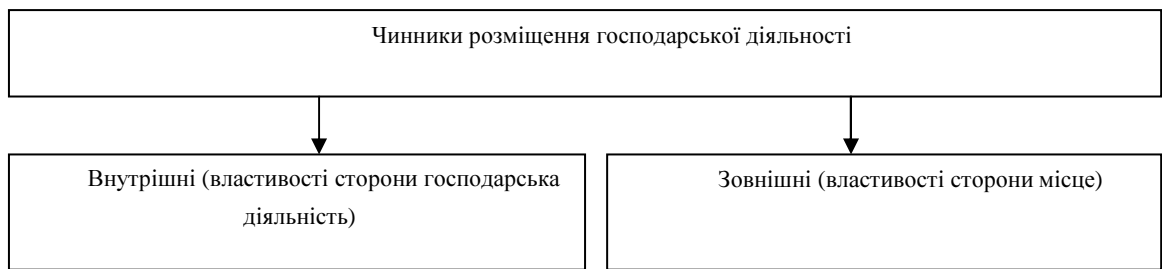 Чинники розміщення господарської діяльності
Внутрішні (властивості сторони господарська
діяльність)
Зовнішні (властивості сторони місце)